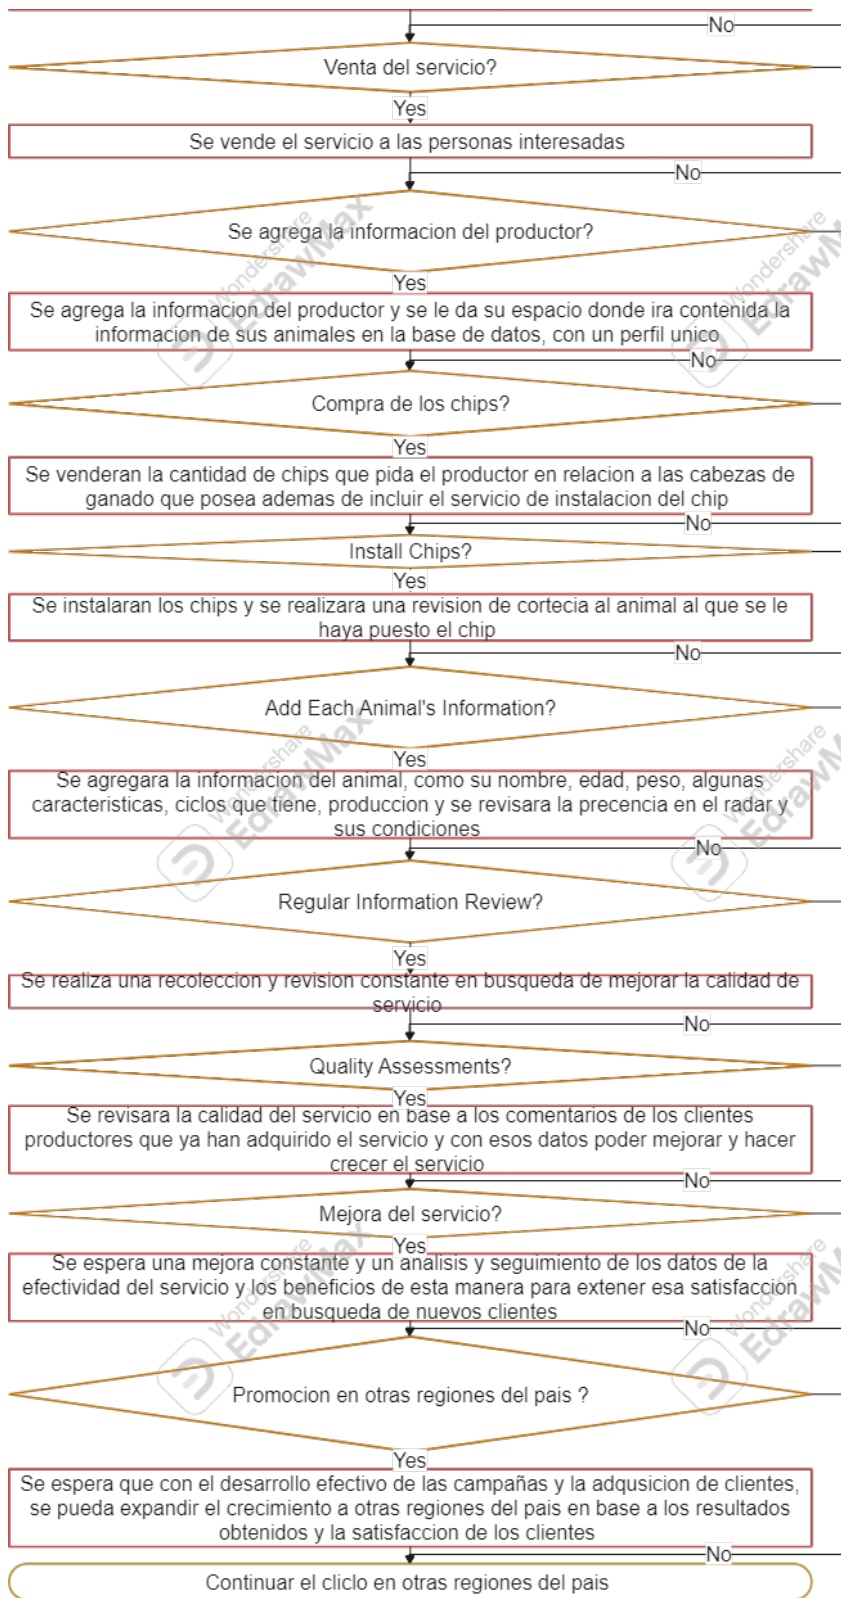 No
Venta del servicio?
Yes
Se vende el servicio a las personas interesadas
No
Se agrega la informacion del productor?
Yes
Se agrega la informacion del productor y se le da su espacio donde ira contenida la
informacion de sus animales en la base de datos, con un perfil unico
No
Compra de los chips?
Yes
Se venderan la cantidad de chips que pida el productor en relacion a las cabezas de
ganado que posea ademas de incluir el servicio de instalacion del chip
No
Install Chips?
Yes
Se instalaran los chips y se realizara una revision de cortecia al animal al que se le
haya puesto el chip
No
Add Each Animal's Information?
Yes
Se agregara la informacion del animal, como su nombre, edad, peso, algunas
caracteristicas, ciclos que tiene, produccion y se revisara la precencia en el radar y
sus condiciones
No
Regular Information Review?
Yes
Se realiza una recoleccion y revision constante en busqueda de mejorar la calidad de
servicio
No
Quality Assessments?
Yes
Se revisara la calidad del servicio en base a los comentarios de los clientes
productores que ya han adquirido el servicio y con esos datos poder mejorar y hacer
crecer el servicio
No
Mejora del servicio?
Yes
Se espera una mejora constante y un analisis y seguimiento de los datos de la
efectividad del servicio y los beneficios de esta manera para extener esa satisfaccion
en busqueda de nuevos clientes
No
Promocion en otras regiones del pais ?
Yes
Se espera que con el desarrollo efectivo de las campañas y la adqusicion de clientes,
se pueda expandir el crecimiento a otras regiones del pais en base a los resultados
obtenidos y la satisfaccion de los clientes
No
Continuar el cliclo en otras regiones del pais
Wondershare
EdrawMax
Wondershare
Wondershare
EdrawMax
Wondershare
Wondershare
EdrawMax
Wondershare